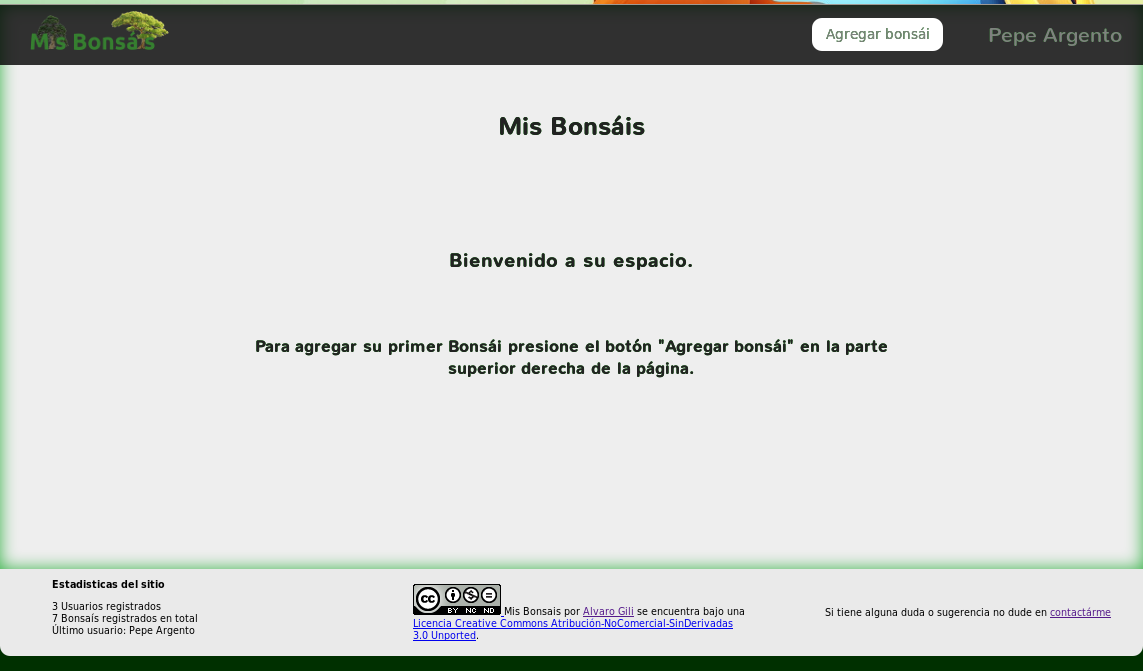 Mis Bonsáis
Agregar bonsái
Pepe Argento
Mis Bonsáis
Bienvenido a su espacio.
Para agregar su primer Bonsái presione el botón "Agregar bonsái" en la parte
superior derecha de la página.
Estadisticas del sitio
3 Usuarios registrados
7 Bonsaís registrados en total
Último usuario: Pepe Argento
cc
BY NC ND
Mis Bonsais por Alvaro Gili se encuentra bajo una
Licencia Creative Commons Atribución-NoComercial-SinDerivadas
3.0 Unported.
Si tiene alguna duda o sugerencia no dude en contactárme